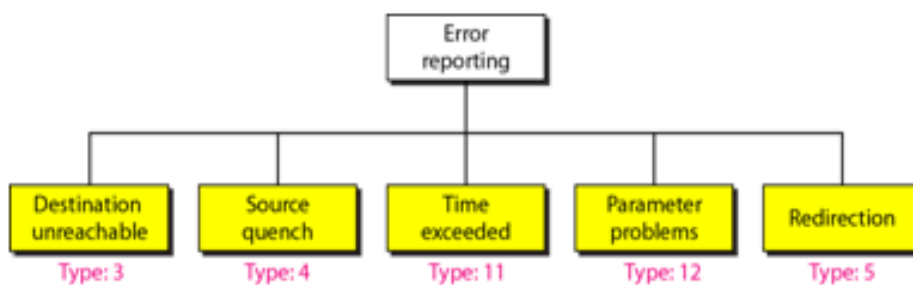 Error
reporting
Destination
unreachable
Source
quench
Time
exceeded
Parameter
problems
Redirection
Type: 3
Type: 4
Type: 11
Type: 12
Type: 5